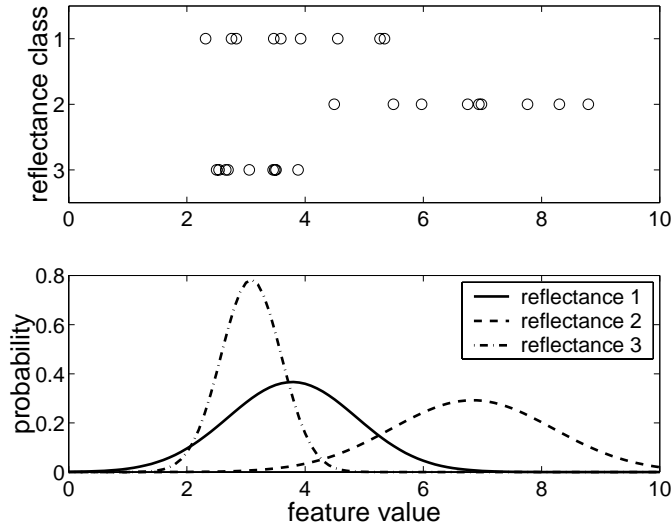 reflectance class
1
2
3
0 2 4 6 8 10
probability
0.8
0.6
0.4
0.2
0
reflectance 1
reflectance 2
reflectance 3
0 2 4 6 8 10
feature value